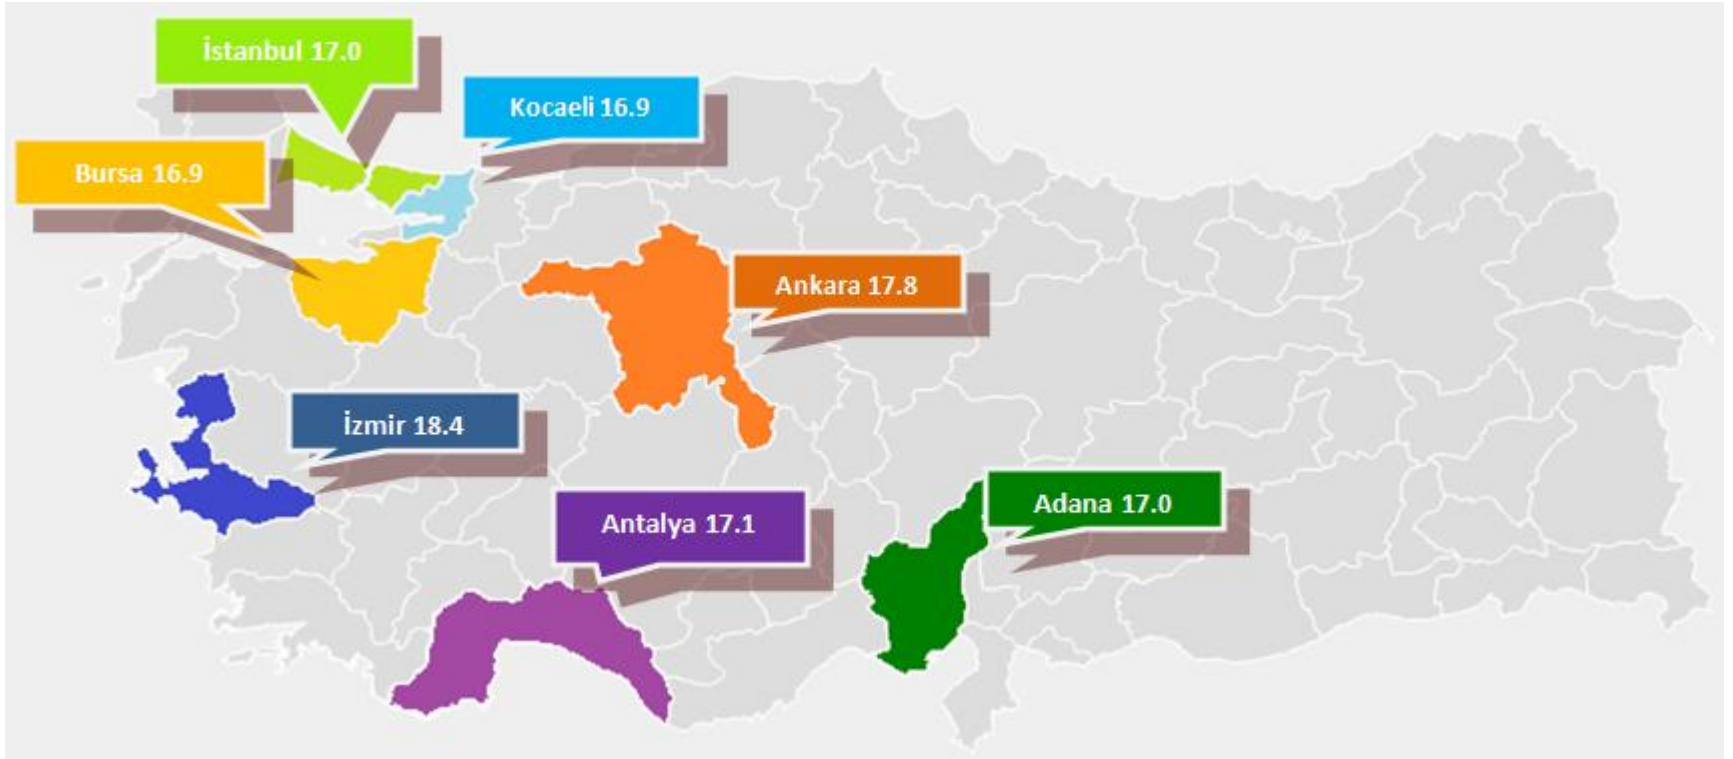 İstanbul 17.0
Kocaeli 16.9
Bursa 16.9
Ankara 17.8
İzmir 18.4
Antalya 17.1
Adana 17.0